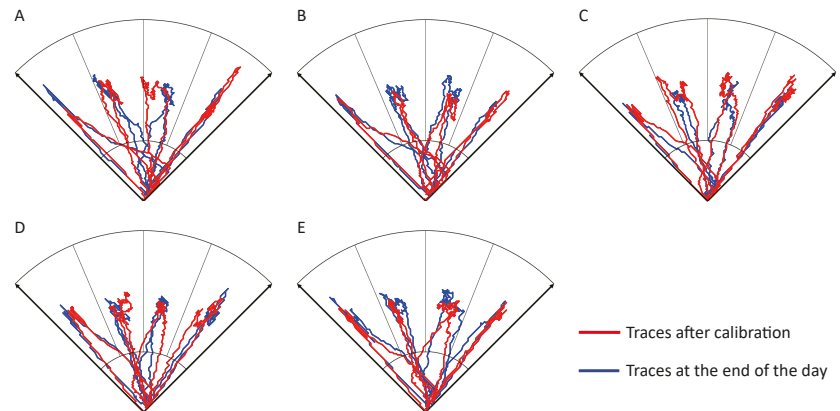 A
B
C
D
E
Traces after calibration
Traces at the end of the day